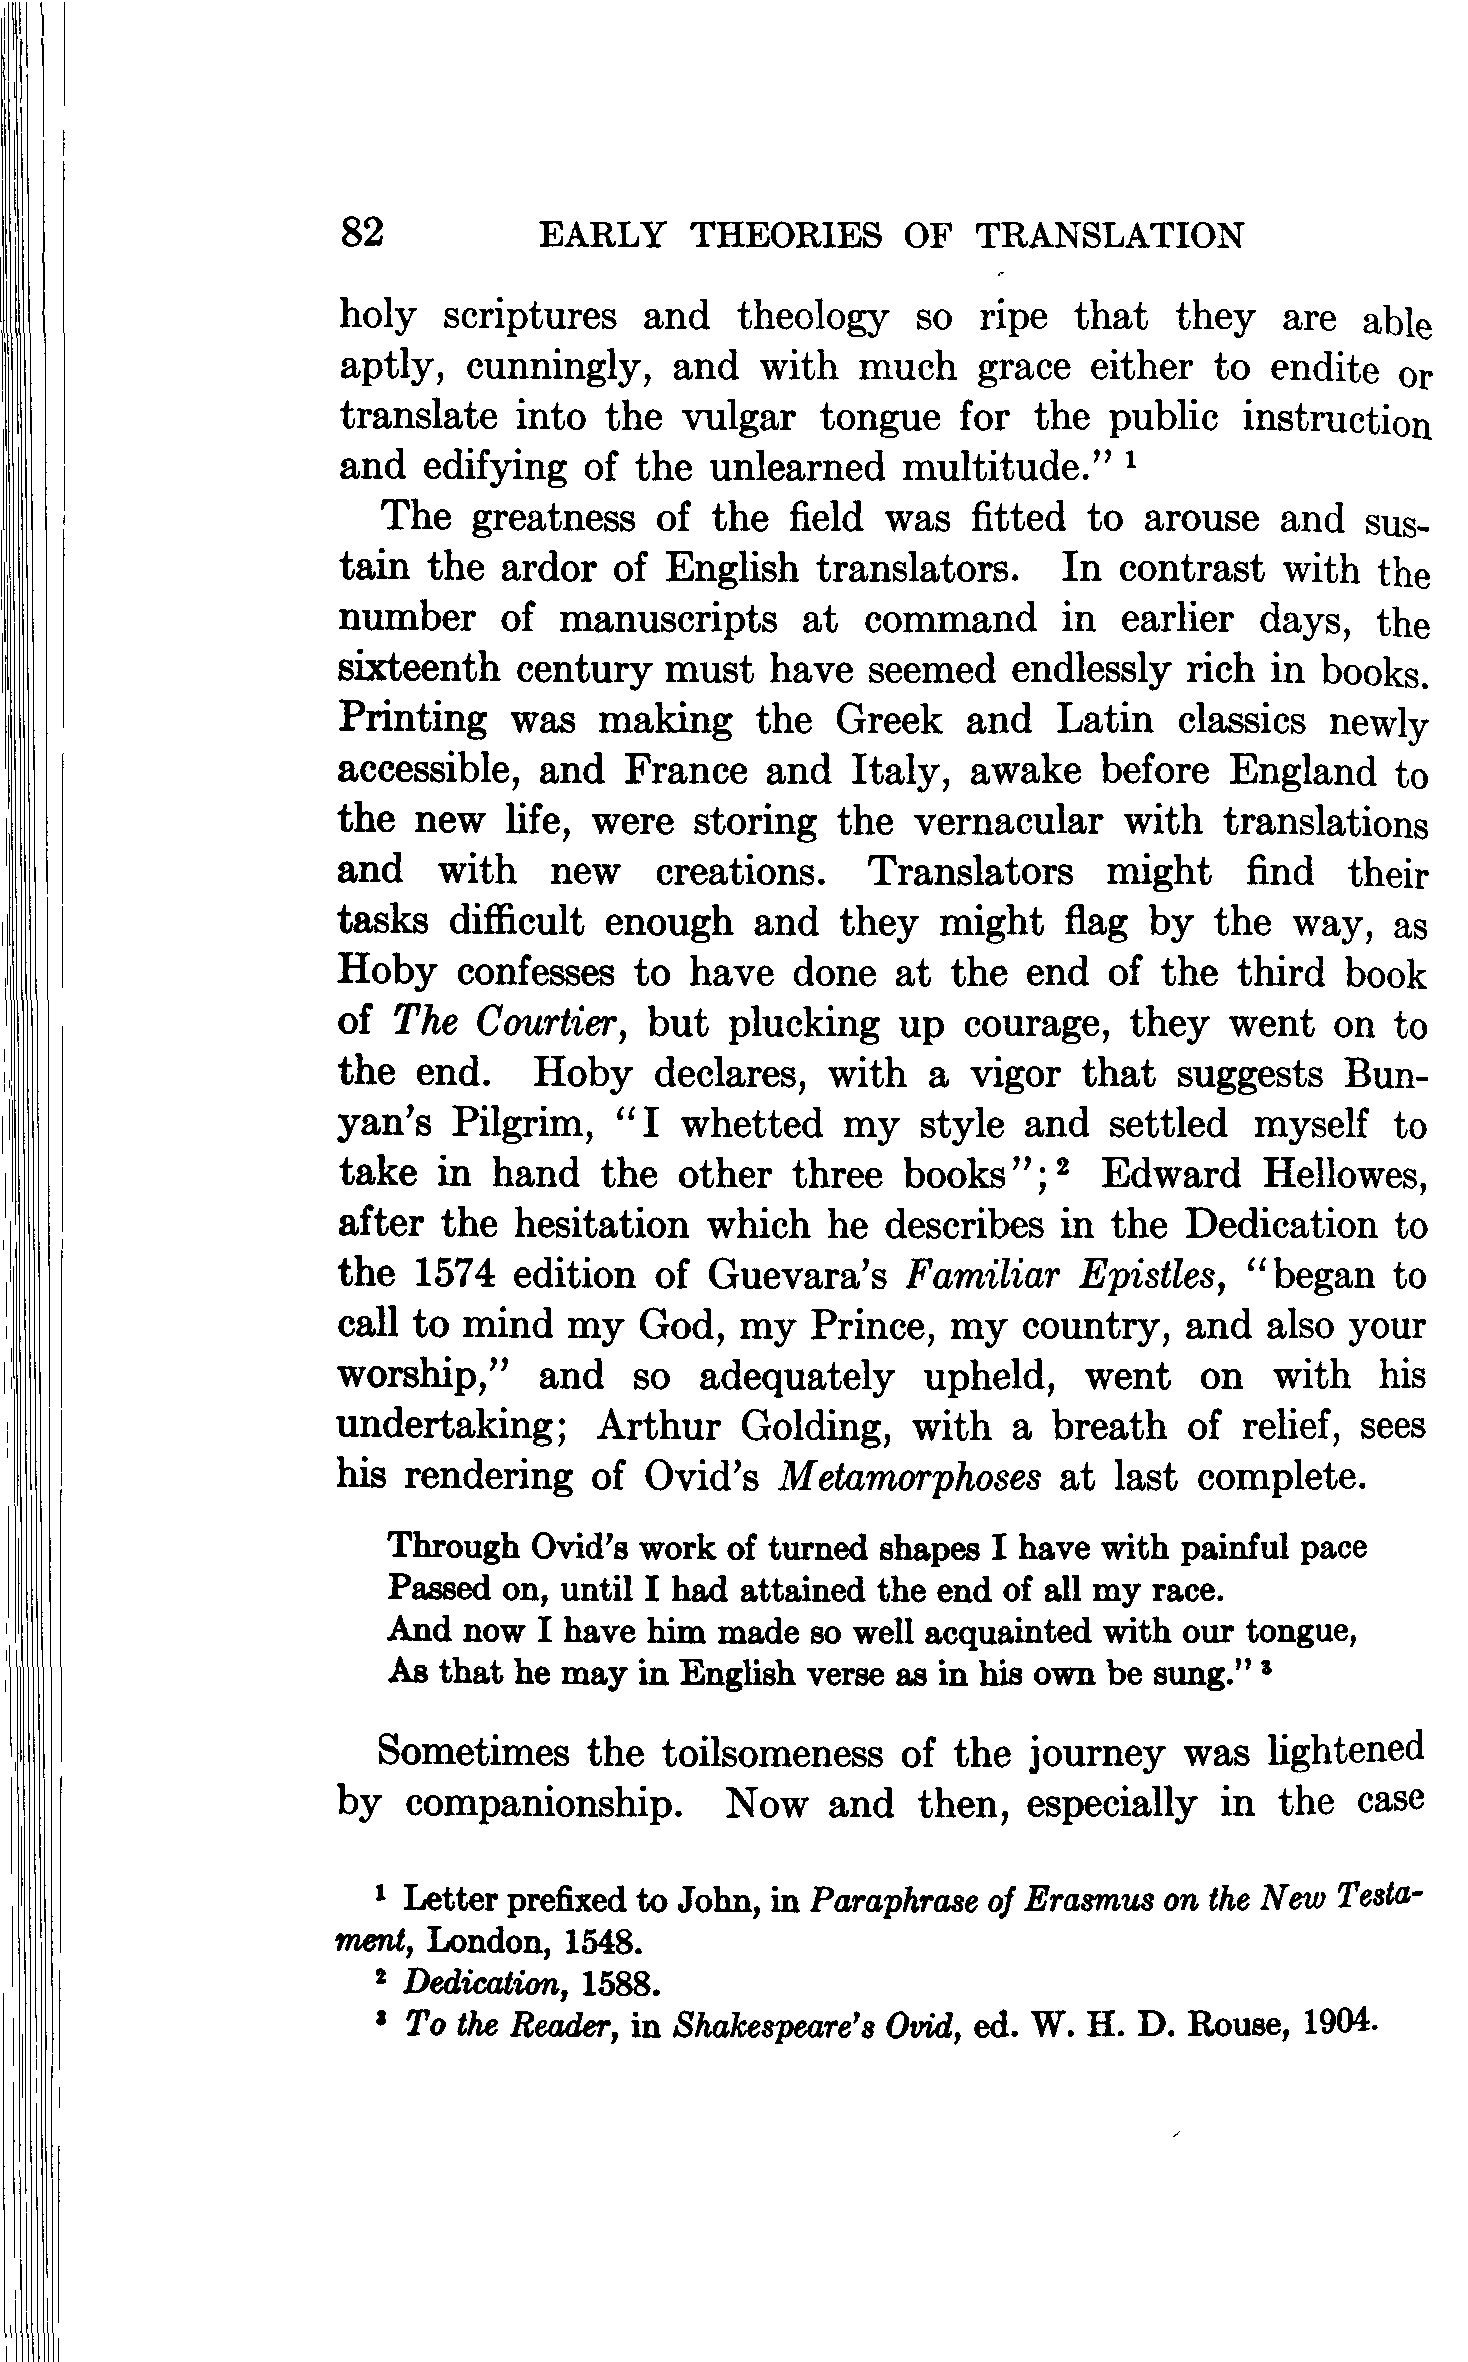 82 EARLY THEORIES OF TRANSLATION
holy scriptures and theology so ripe that they are able
aptly, cunningly, and with much grace either to endite or
translate into the vulgar tongue for the public instruction
and edifying of the unlearned multitude." 1
The greatness of the field was fitted to arouse and sus-
tain the ardor of English translators. In contrast with the
number of manuscripts at command in earlier days, the
sixteenth century must have seemed endlessly rich in books.
Printing was making the Greek and Latin classics newly
accessible, and France and Italy, awake before England to
the new life, were storing the vernacular with translations
and with new creations. Translators might find their
tasks difficult enough and they might flag by the way, as
Hoby confesses to have done at the end of the third book
of The Courtier, but plucking up courage, they went on to
the end. Hoby declares, with a vigor that suggests Bun-
yan's Pilgrim, "I whetted my style and settled myself to
take in hand the other three books"; 2 Edward Hellowes,
after the hesitation which he describes in the Dedication to
the 1574 edition of Guevara's Familiar Epistles, "began to
call to mind my God, my Prince, my country, and also your
worship," and so adequately upheld, went on with his
undertaking; Arthur Golding, with a breath of relief, sees
his rendering of Ovid's Metamorphoses at last complete.
Through Ovid's work of turned shapes I have with painful pace
Passed on, until I had attained the end of all my race.
And now I have him made so well acquainted with our tongue,
As that he may in English verse as in his own be sung." 3
Sometimes the toilsomeness of the journey was lightened
by companionship. Now and then, especially in the case
1 Letter prefixed to John, in Paraphrase of Erasmus on the New Testa-
ment, London, 1548.
2 Dedication, 1588.
3 To the Reader, in Shakespeare's Ovid, ed. W. H. D. Rouse, 1904.